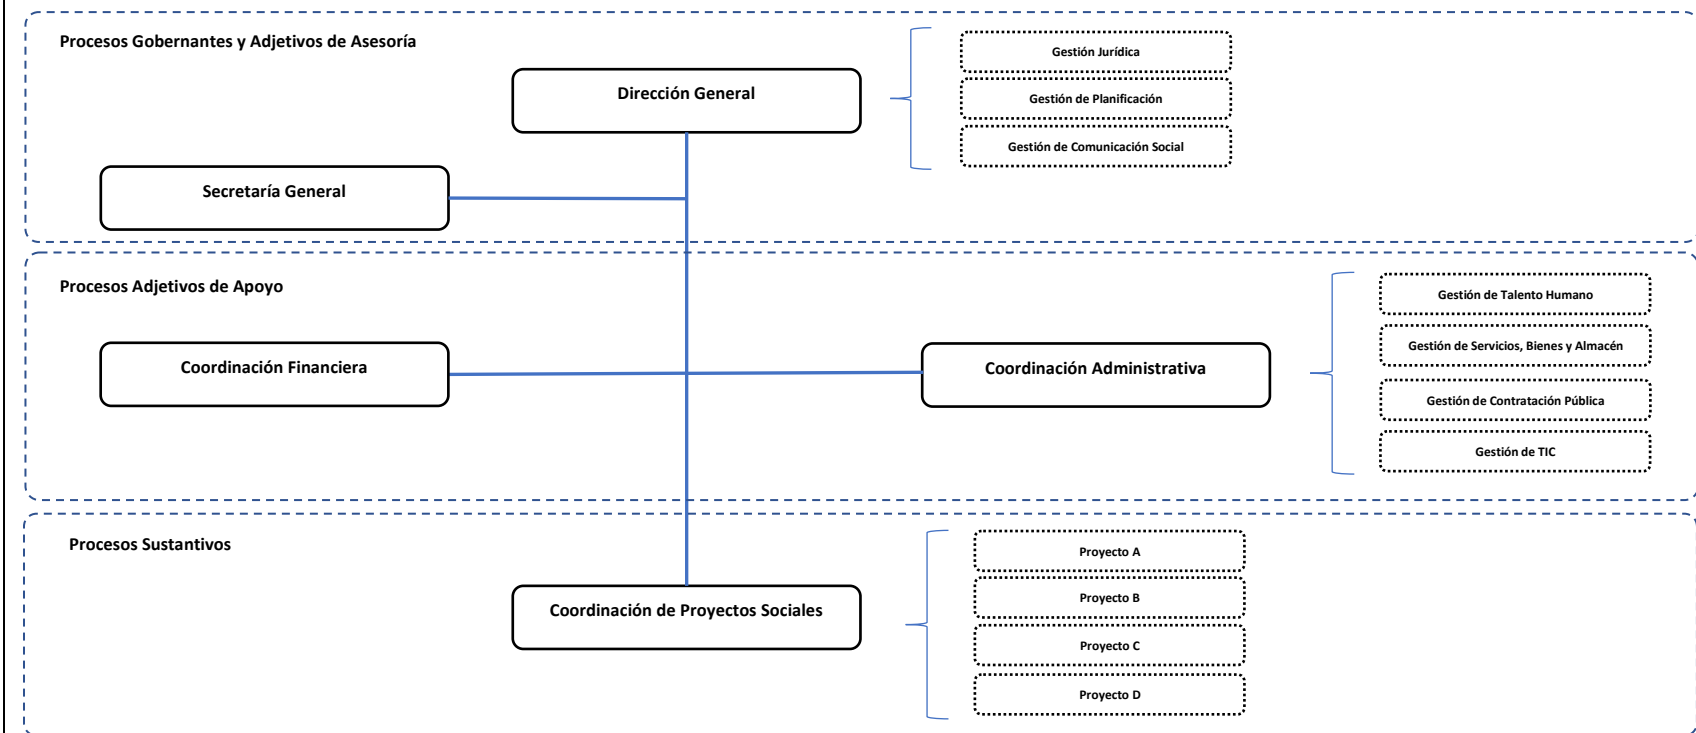 Procesos Gobernantes y Adjetivos de Asesoría
Dirección General
Gestión Jurídica
Gestión de Planificación
Gestión de Comunicación Social
Secretaría General
Procesos Adjetivos de Apoyo
Coordinación Financiera
Coordinación Administrativa
Gestión de Talento Humano
Gestión de Servicios, Bienes y Almacén
Gestión de Contratación Pública
Gestión de TIC
Procesos Sustantivos
Coordinación de Proyectos Sociales
Proyecto A
Proyecto B
Proyecto C
Proyecto D